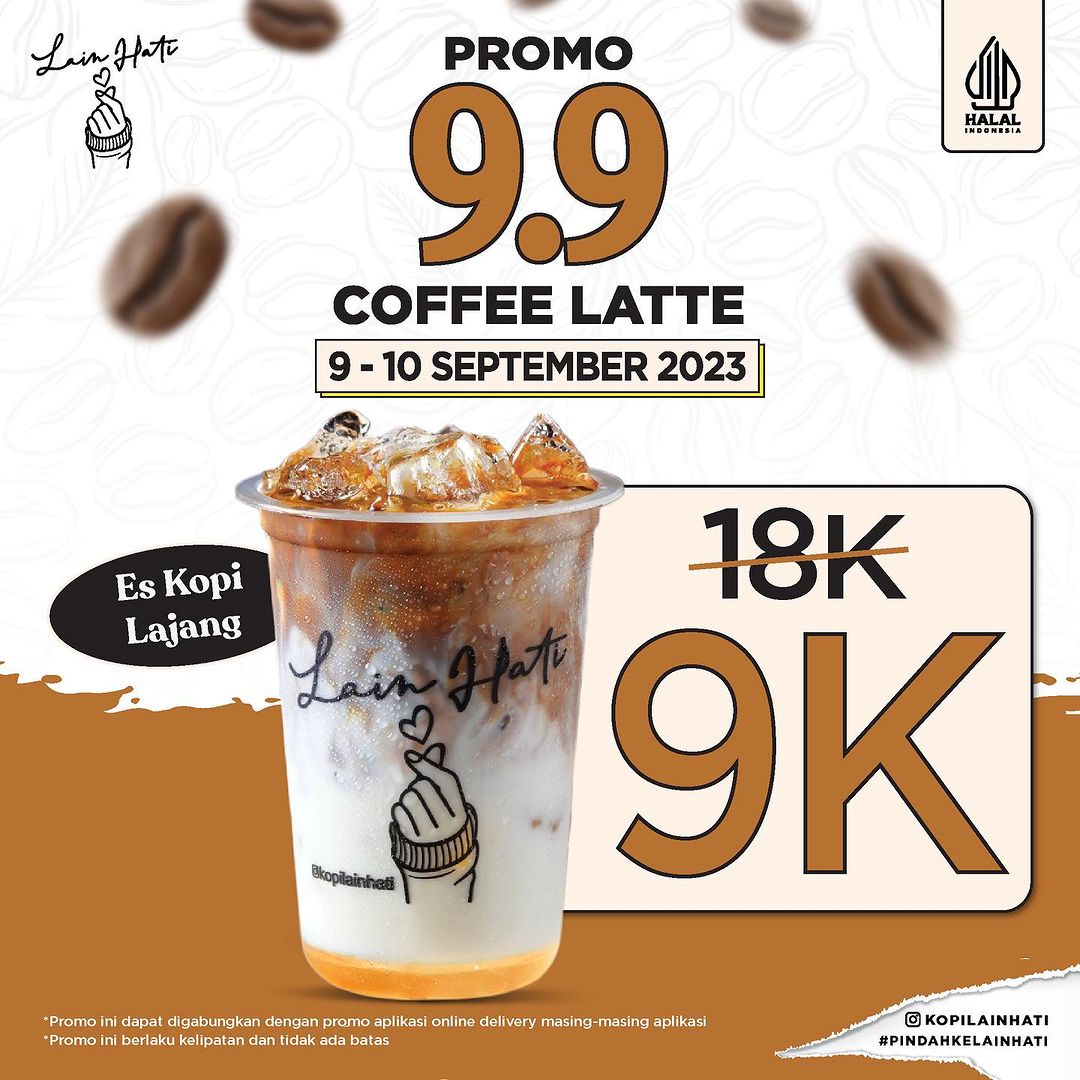 Lain Hati
PROMO
9.9
COFFEE LATTE
9 - 10 SEPTEMBER 2023
HALAL
INDONESIA
Es Kopi
Lajang
18K
9K
Lain Hati
@kopilainhati
*Promo ini dapat digabungkan dengan promo aplikasi online delivery masing-masing aplikasi
*Promo ini berlaku kelipatan dan tidak ada batas
KOPILAINHATI
#PINDAHKELAINHATI